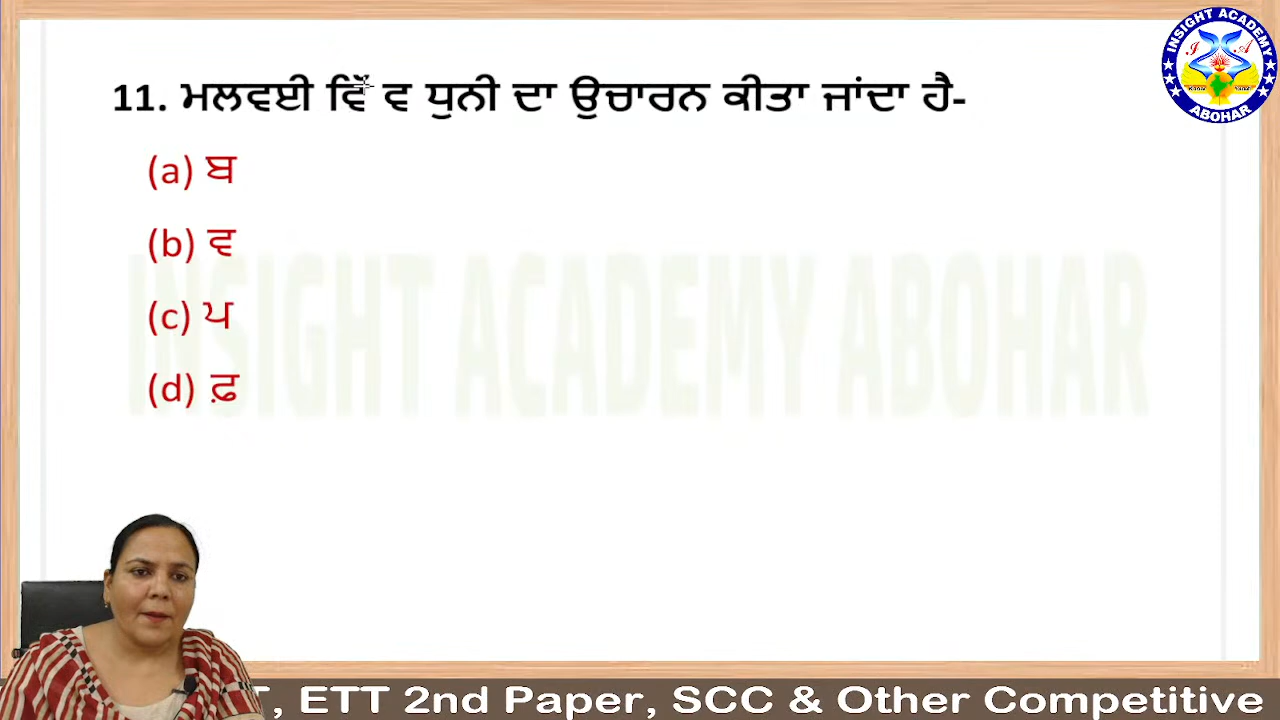 INSIGHT ACADEMY
I A
ABOHAR
11. ਮਲਵਈ ਵਿੱ ਵ ਧੁਨੀ ਦਾ ਉਚਾਰਨ ਕੀਤਾ ਜਾਂਦਾ ਹੈ-
(a) ਬ
(b) ਵ
(c) ਪ
(d) ਫ਼
INSIGHT ACADEMY ABOHAR
T, ETT 2nd Paper, SCC & Other Competitive